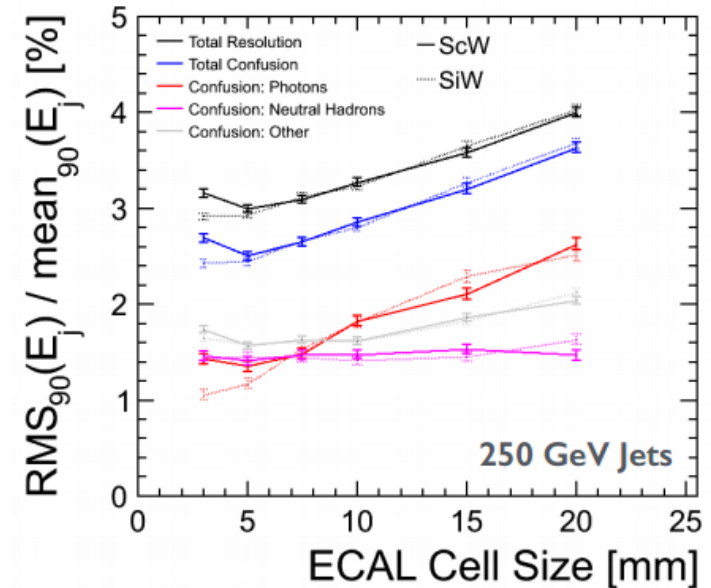 RMS90(Ej) / mean90(Ej) [%]
5
4
3
2
1
0
Total Resolution
Total Confusion
Confusion: Photons
Confusion: Neutral Hadrons
Confusion: Other
ScW
SiW
250 GeV Jets
0 5 10 15 20 25
ECAL Cell Size [mm]